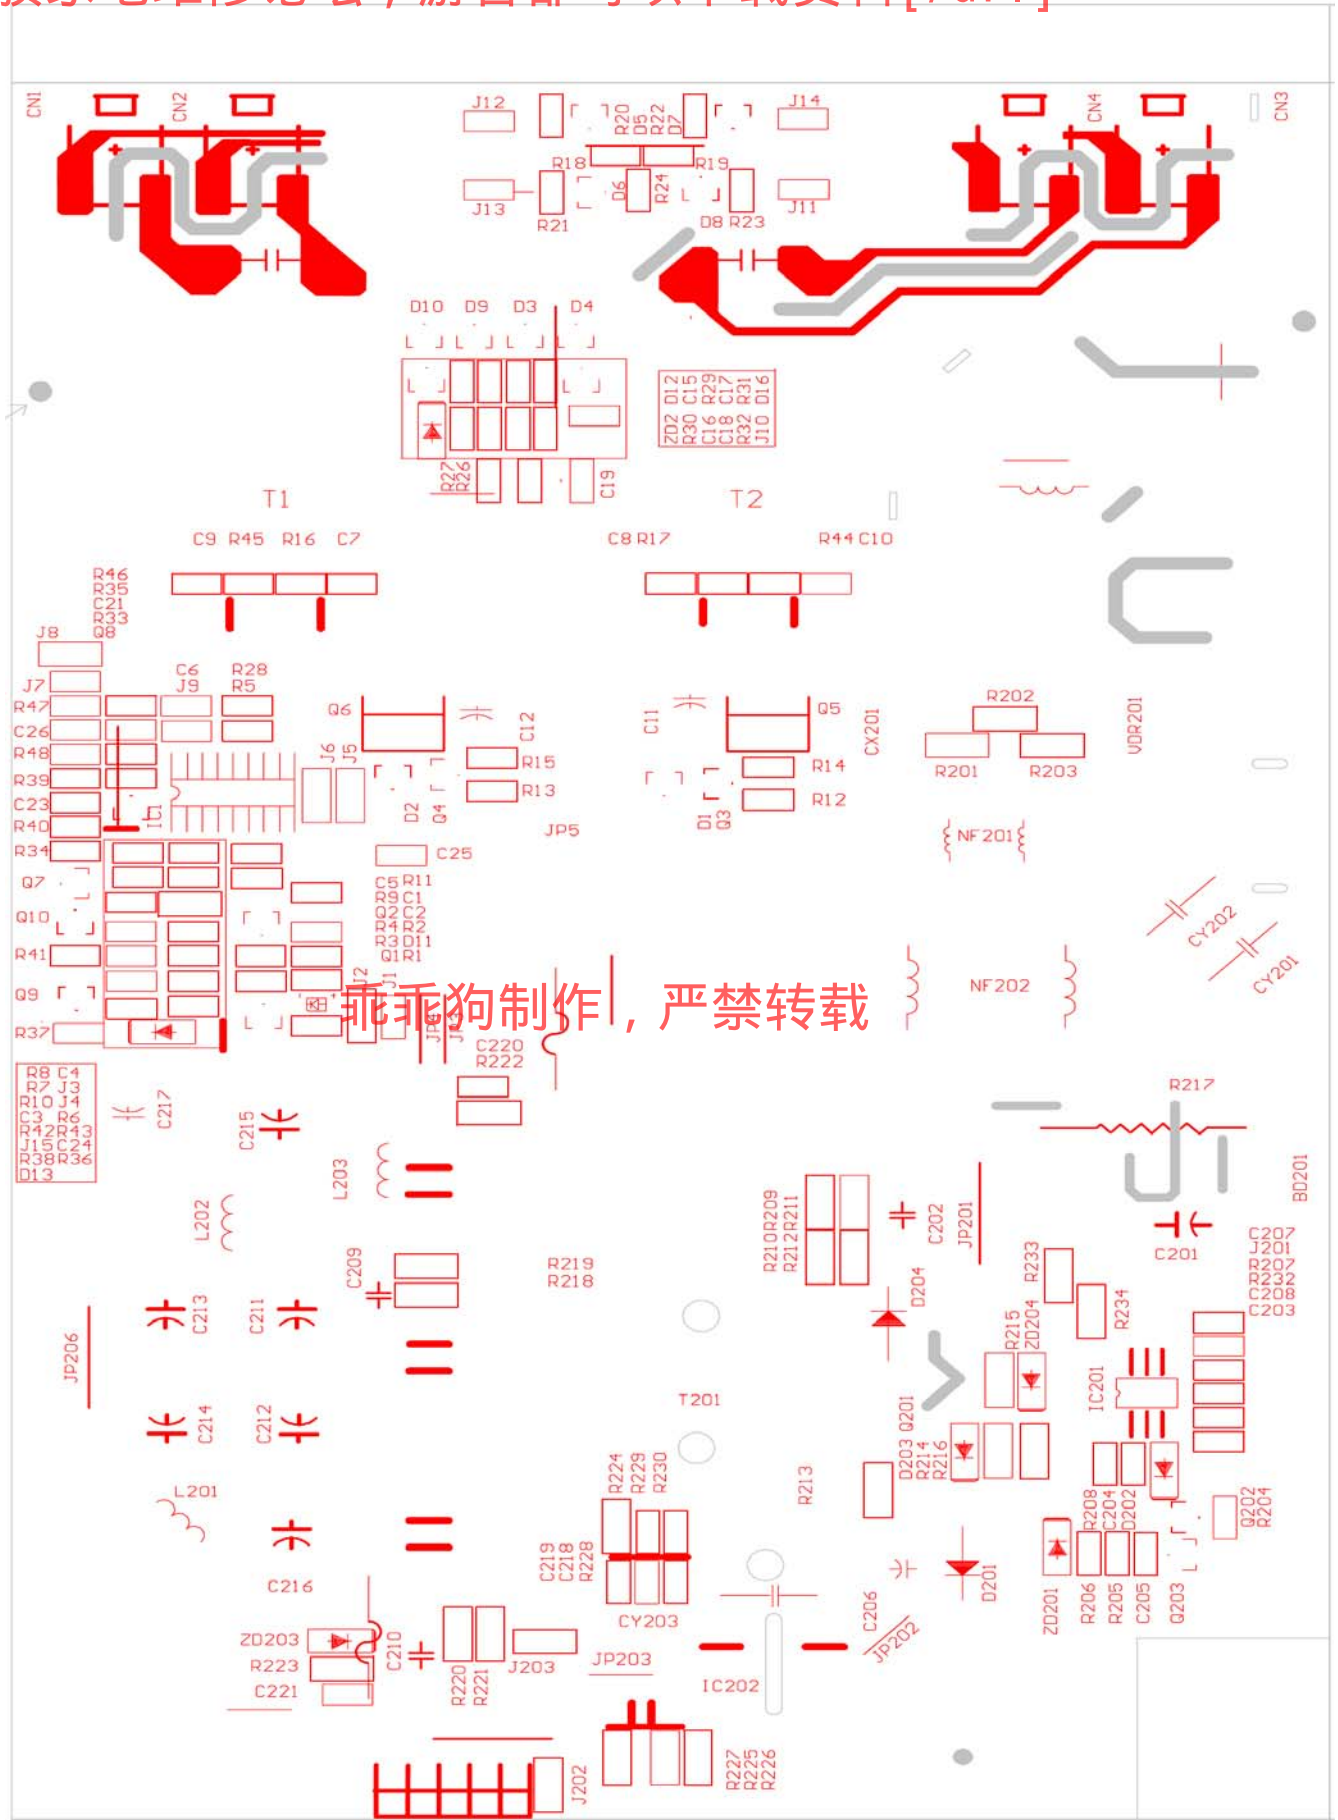 CN1
CN2
J12
R20
D5
R22
D7
J14
CN4
CN3
R18
R19
J13
D6
R24
J11
R21
D8 R23
D10 D9 D3 D4
ZD2 D12
R30 C15
C16 R29
C18 C17
R32 R31
J10 D16
R27
R26
C19
T1
T2
C9 R45 R16 C7
C8 R17
R44 C10
R46
R35
C21
R33
J8 Q8
J7
C6 R28
J9 R5
R47
C26
R48
R39
C23
R40
IC1
J6
J5
Q6
C12
R15
R13
D2
Q4
C11
Q5
CX201
R14
R12
D1
Q3
R202
R201
R203
VDR201
JP5
NF201
R34
C25
Q7
Q10
R41
Q9
R37
C5 R11
R9 C1
Q2 C2
R4 R2
R3 D11
Q1 R1
J2
J1
CY202
CY201
NF202
乖乖狗制作，严禁转载
C220
R222
R8 C4
R7 J3
R10 J4
C3 R6
R42 R43
J15 C24
R38 R36
D13
C217
C215
R217
L203
L202
BD201
R210 R209
R212 R211
C202
JP201
C201
C207
J201
R207
R232
C208
C203
C209
R219
R218
R233
R234
D204
C213
C211
JP206
R215
ZD204
IC201
C214
C212
T201
D203 Q201
R214
R216
L201
R224
R229
R230
R213
R208
C204
D202
Q202
R204
C216
C219
C218
R228
CY203
C206
D201
ZD201
R206
R205
C205
Q203
JP202
ZD203
R223
C221
C210
R220
R221
J203
JP203
IC202
J202
R227
R225
R226